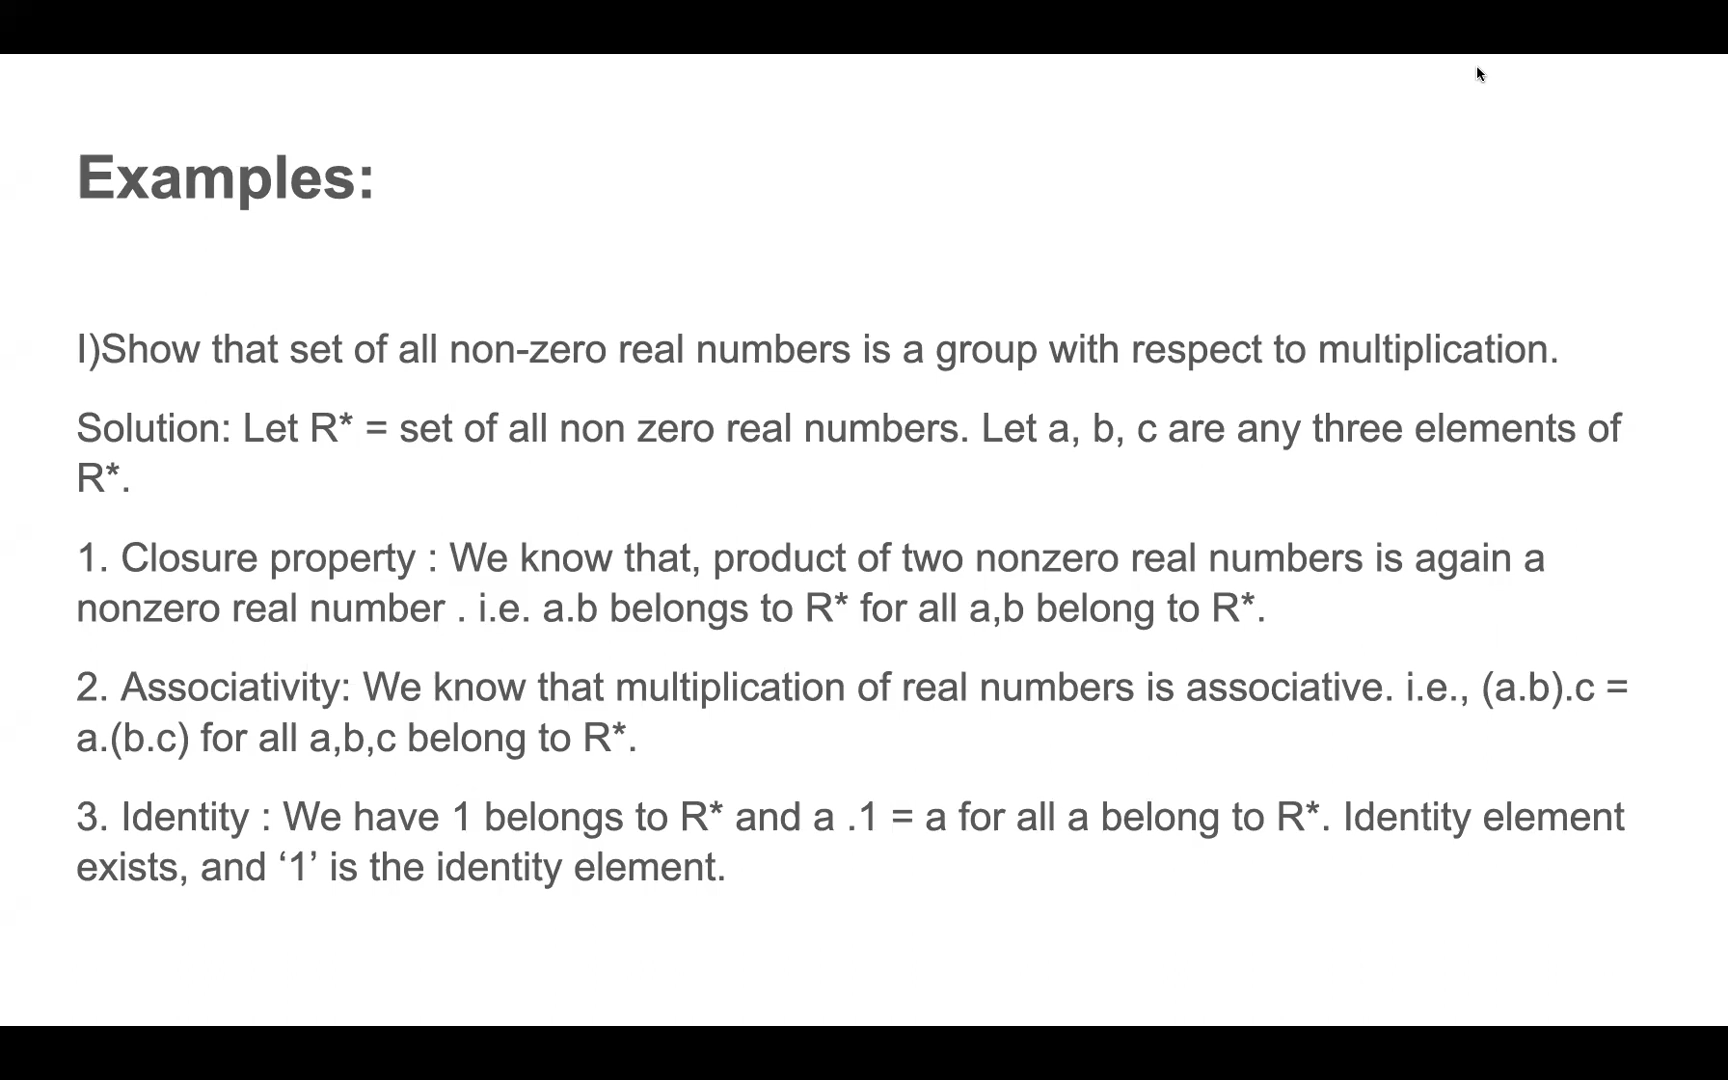 Examples:
I)Show that set of all non-zero real numbers is a group with respect to multiplication.
Solution: Let R* = set of all non zero real numbers. Let a, b, c are any three elements of
R*.
1. Closure property : We know that, product of two nonzero real numbers is again a
nonzero real number . i.e. a.b belongs to R* for all a,b belong to R*.
2. Associativity: We know that multiplication of real numbers is associative. i.e., (a.b).c =
a.(b.c) for all a,b,c belong to R*.
3. Identity : We have 1 belongs to R* and a .1 = a for all a belong to R*. Identity element
exists, and ‘1’ is the identity element.